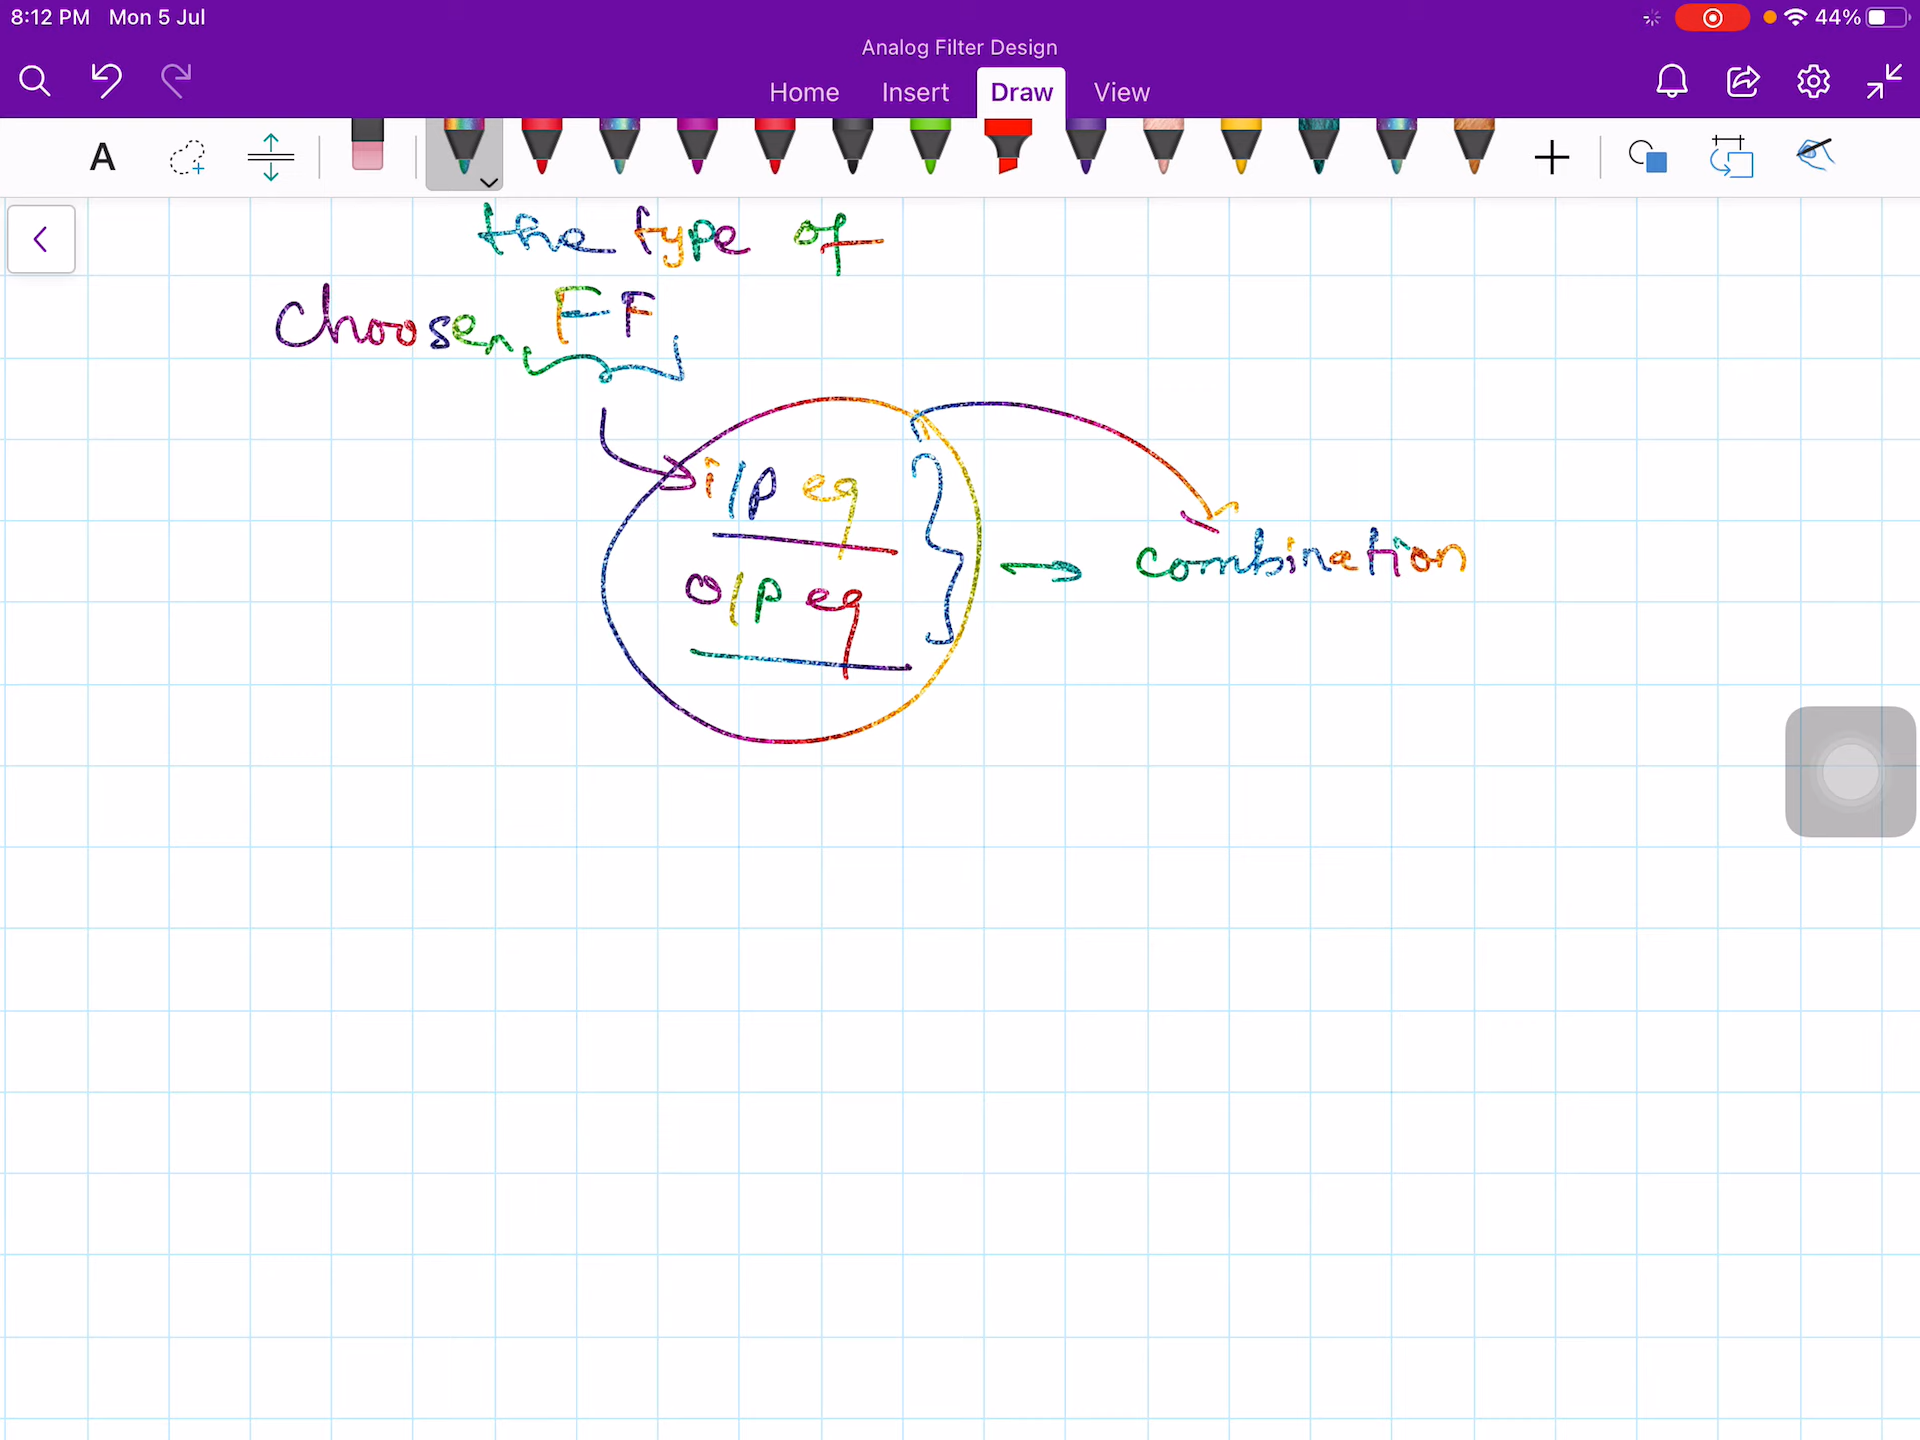 8:12 PM Mon 5 Jul
44%
Analog Filter Design
Home Insert Draw View
A
the type of
Choosen FF
i/p eq
o/p eq
→ combination